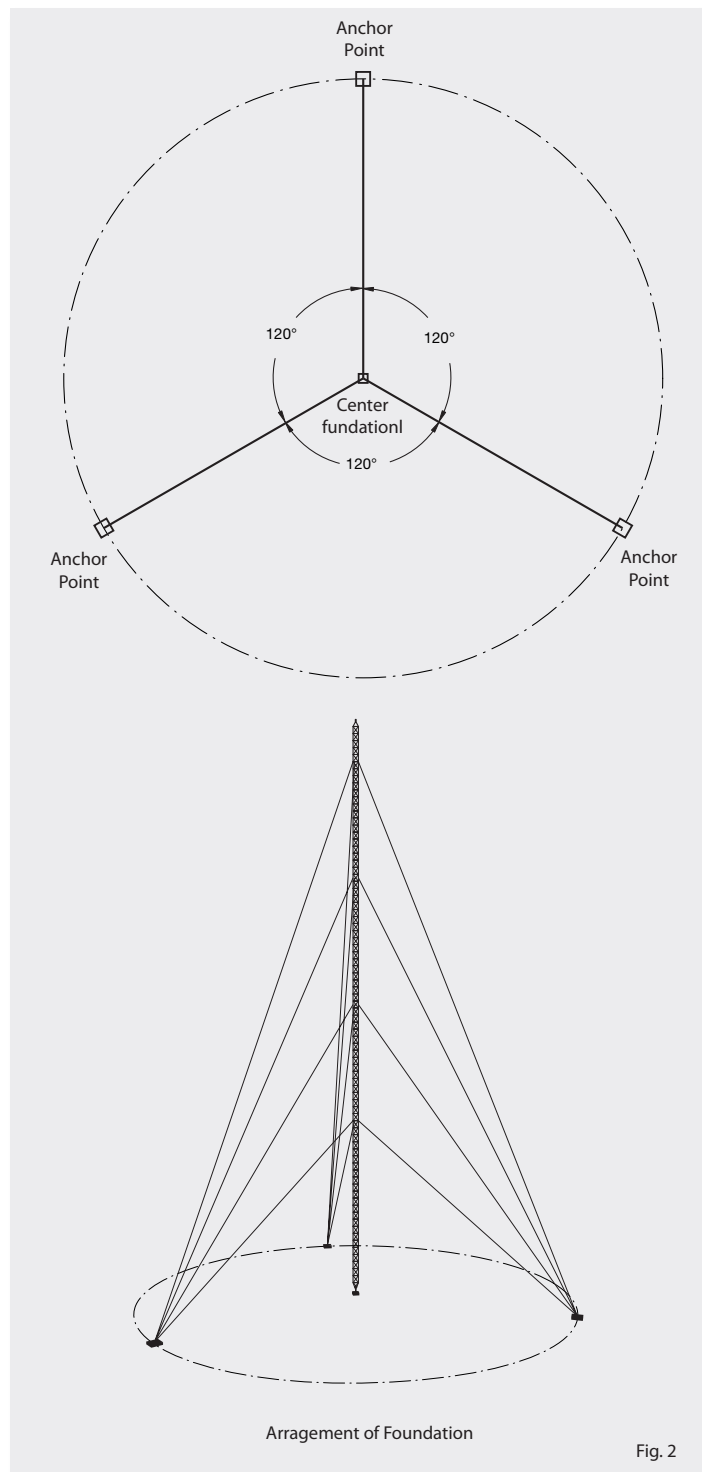 Anchor
Point
120°
120°
Center
fundationl
120°
Anchor
Point
Anchor
Point
Arragement of Foundation
Fig. 2